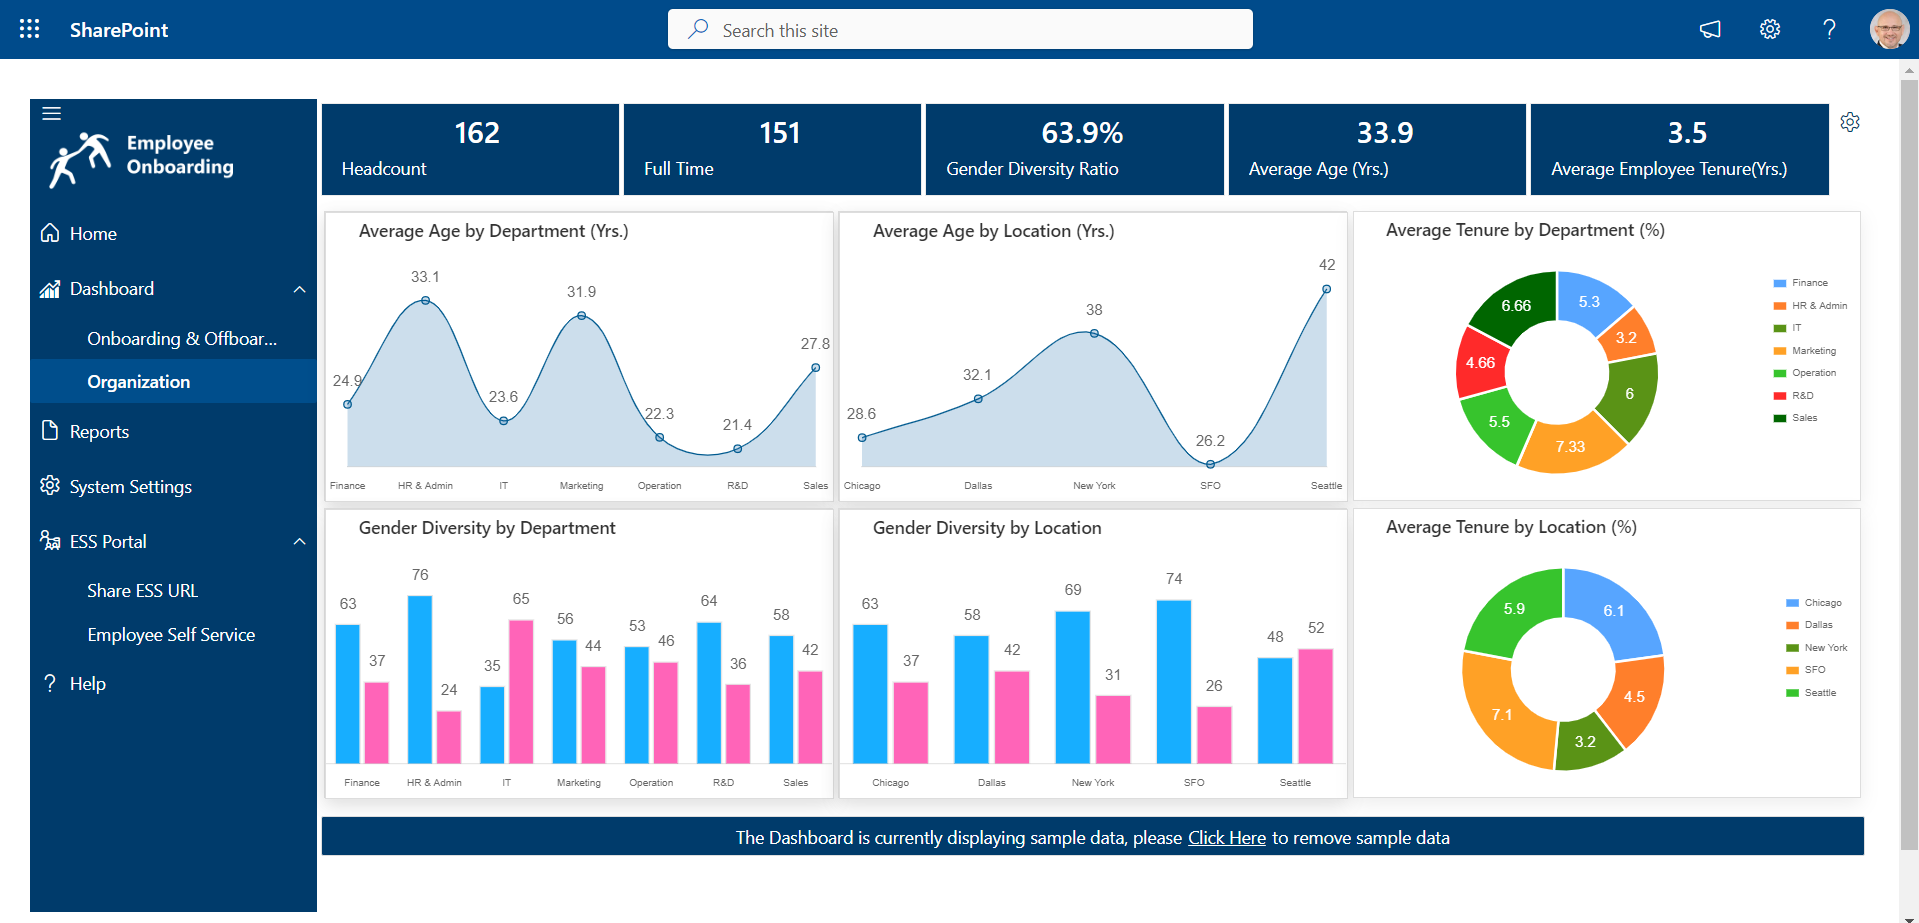 SharePoint
Search this site
Employee
Onboarding
Home
Dashboard
Onboarding & Offboar...
Organization
Reports
System Settings
ESS Portal
Share ESS URL
Employee Self Service
? Help
162
Headcount
151
Full Time
63.9%
Gender Diversity Ratio
33.9
Average Age (Yrs.)
3.5
Average Employee Tenure(Yrs.)
Average Age by Department (Yrs.)
33.1
31.9
27.8
24.9
23.6
22.3
21.4
Finance HR & Admin IT Marketing Operation R&D Sales
Average Age by Location (Yrs.)
42
38
32.1
28.6
26.2
Chicago Dallas New York SFO Seattle
Average Tenure by Department (%)
6.66 5.3
3.2
4.66
6
5.5
7.33
Finance
HR & Admin
IT
Marketing
Operation
R&D
Sales
Gender Diversity by Department
63 37 76 24 35 65 56 44 53 46 64 36 58 42
Finance HR & Admin IT Marketing Operation R&D Sales
Gender Diversity by Location
63 37 58 42 69 31 74 26 48 52
Chicago Dallas New York SFO Seattle
Average Tenure by Location (%)
5.9 6.1
4.5
7.1
3.2
Chicago
Dallas
New York
SFO
Seattle
The Dashboard is currently displaying sample data, please Click Here to remove sample data